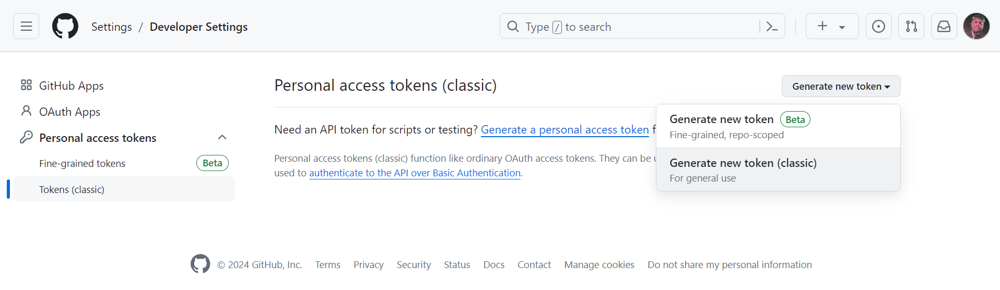 Settings / Developer Settings
Type / to search
GitHub Apps
OAuth Apps
Personal access tokens
Fine-grained tokens Beta
Tokens (classic)
Personal access tokens (classic)
Generate new token
Need an API token for scripts or testing? Generate a personal access token f
Personal access tokens (classic) function like ordinary OAuth access tokens. They can be
used to authenticate to the API over Basic Authentication.
Generate new token Beta
Fine-grained, repo-scoped
Generate new token (classic)
For general use
© 2024 GitHub, Inc. Terms Privacy Security Status Docs Contact Manage cookies Do not share my personal information